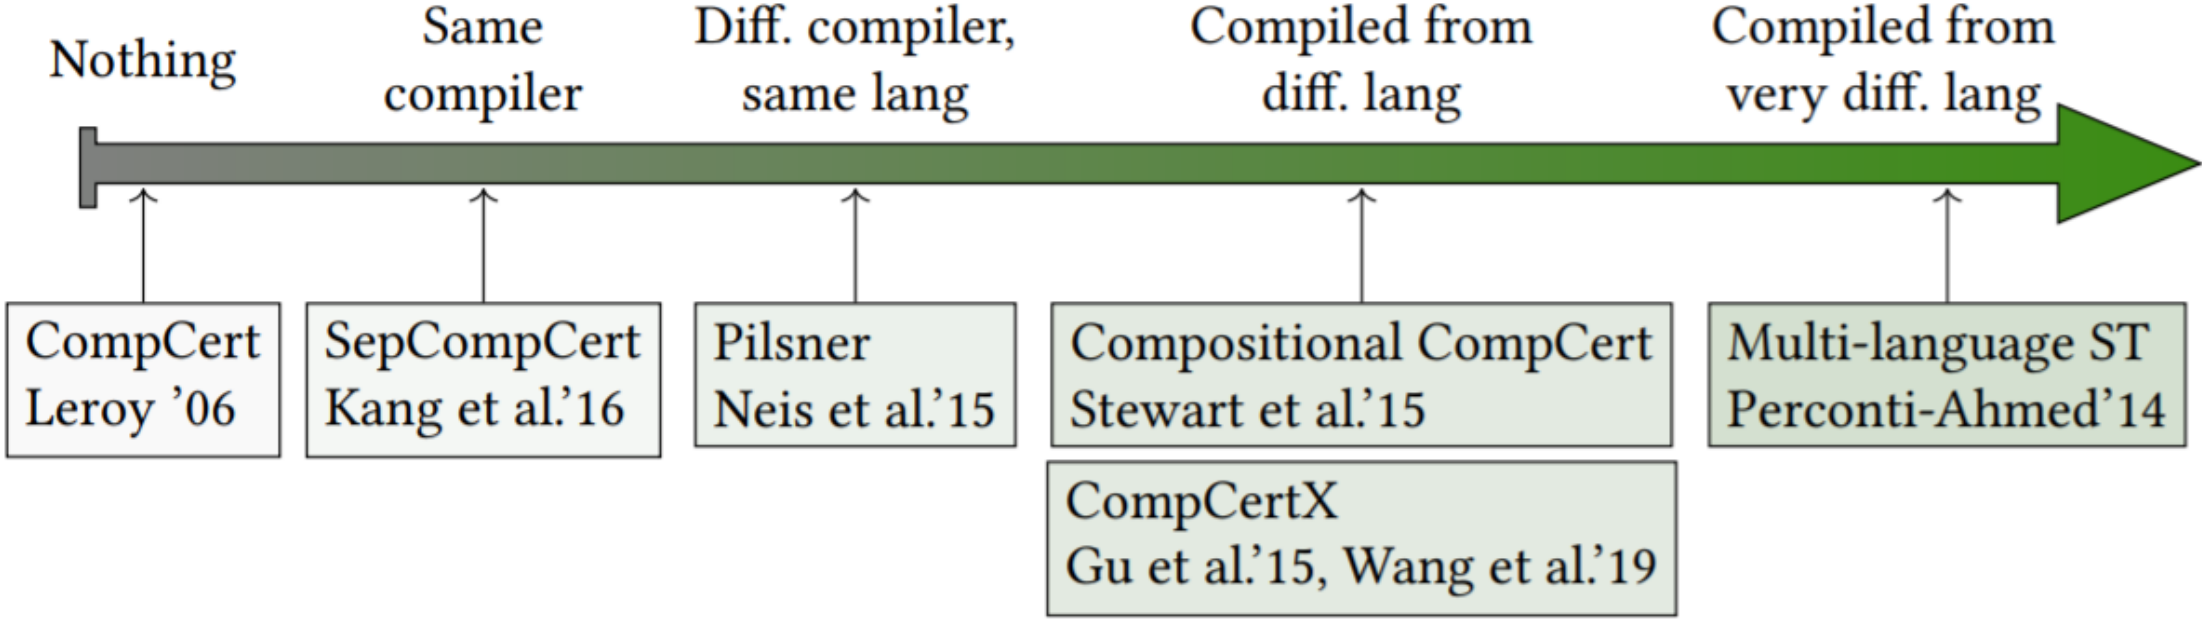 Nothing
Same
compiler
Diff. compiler,
same lang
Compiled from
diff. lang
Compiled from
very diff. lang
CompCert
Leroy ’06
SepCompCert
Kang et al.’16
Pilsner
Neis et al.’15
Compositional CompCert
Stewart et al.’15
CompCertX
Gu et al.’15, Wang et al.’19
Multi-language ST
Perconti-Ahmed’14